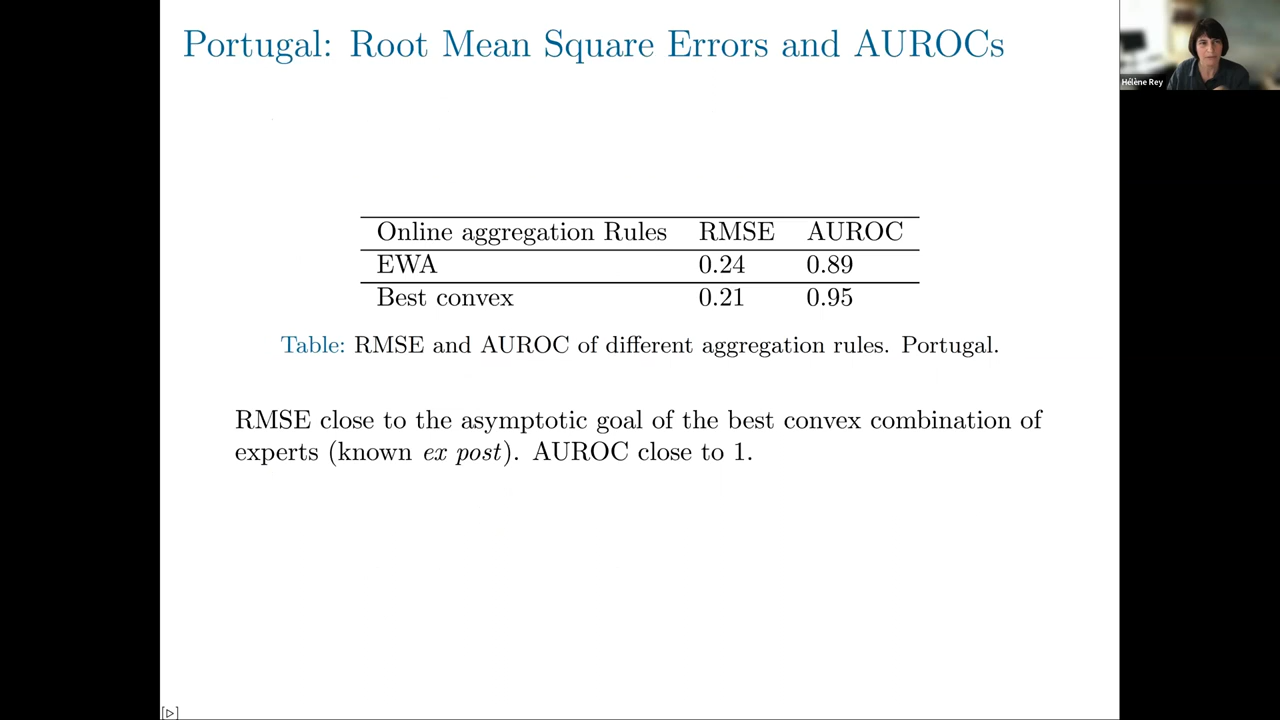 Portugal: Root Mean Square Errors and AUROCs
Hélène Rey
Online aggregation Rules RMSE AUROC
EWA 0.24 0.89
Best convex 0.21 0.95
Table: RMSE and AUROC of different aggregation rules. Portugal.
RMSE close to the asymptotic goal of the best convex combination of
experts (known ex post). AUROC close to 1.